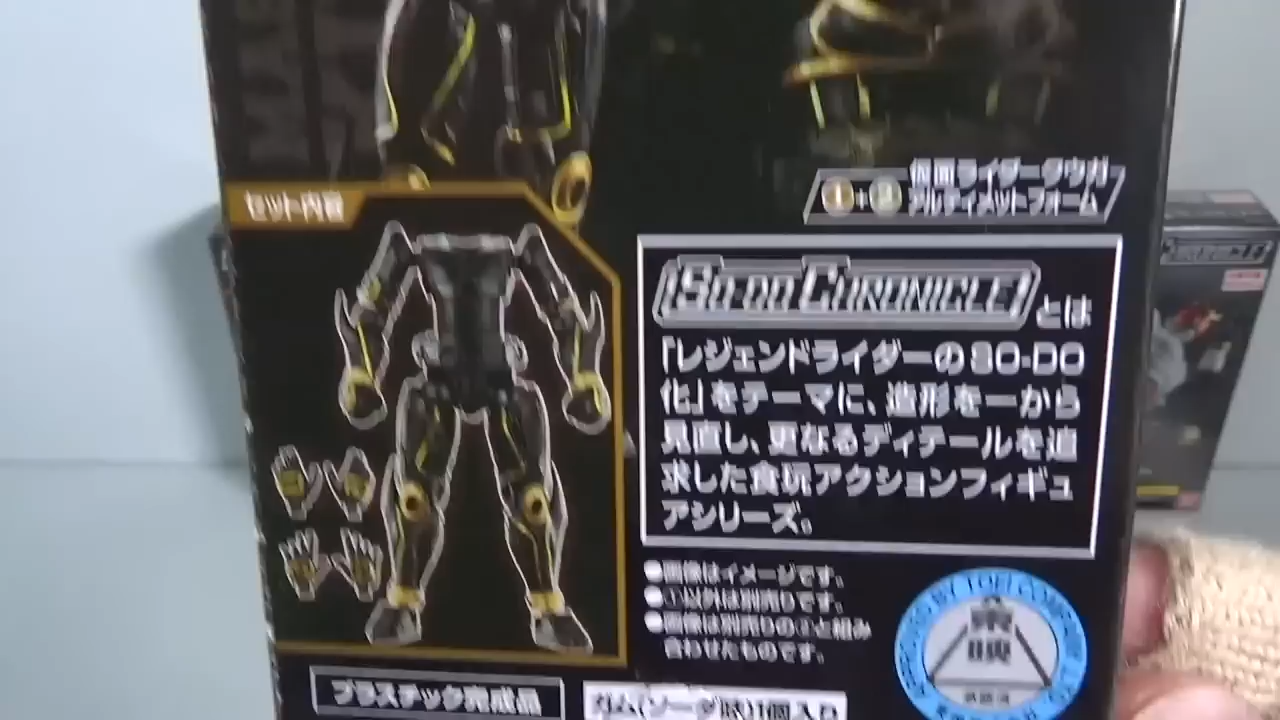 仮面ライダークウガ
①+② アルティメットフォーム
セット内容
SO-DO CHRONICLE とは
「レジェンドライダーのSO-DO
化」をテーマに、造形を一から
見直し、更なるディテールを追
求した食玩アクションフィギュ
アシリーズ。
●画像はイメージです。
●①以外は別売りです。
●画像は別売りの②と組み
合わせたものです。
APPROVED BY TOEI COMPANY LTD.
東映
プラスチック完成品
ガム(ソーダ味)1個入り